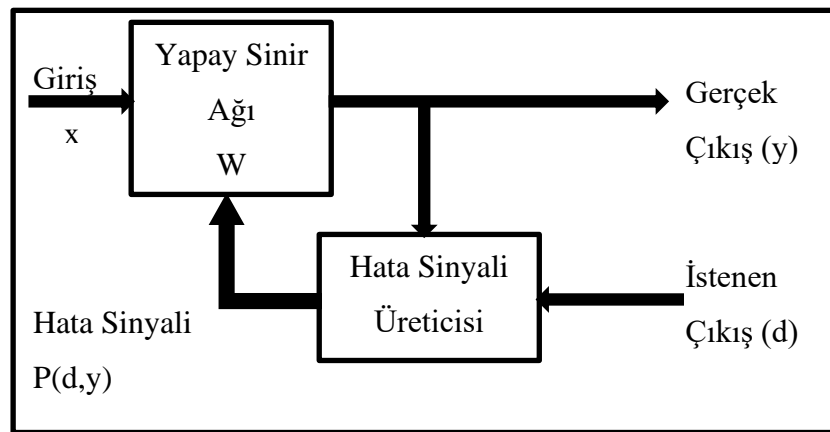 Giriş
x
Yapay Sinir
Ağı
W
Gerçek
Çıkış (y)
Hata Sinyali
Üreticisi
İstenen
Çıkış (d)
Hata Sinyali
P(d,y)